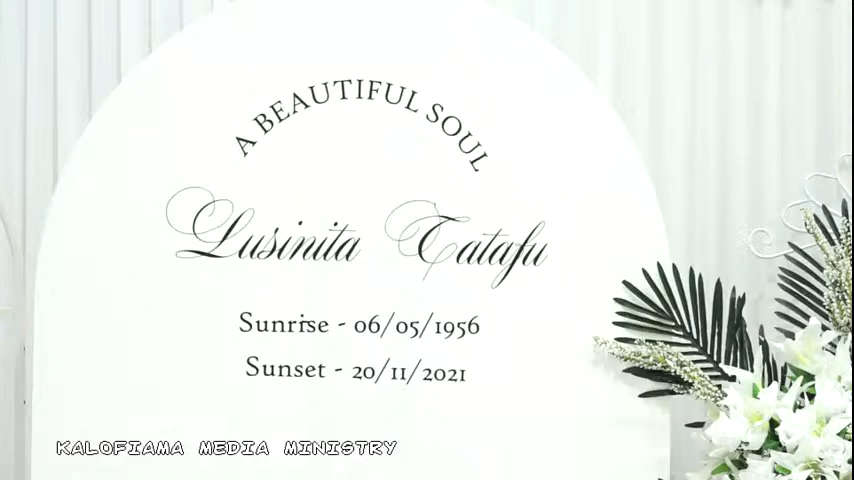 A BEAUTIFUL SOUL
Lusinita Tatafu
Sunrise - 06/05/1956
Sunset - 20/11/2021
KALOFIAMA MEDIA MINISTRY